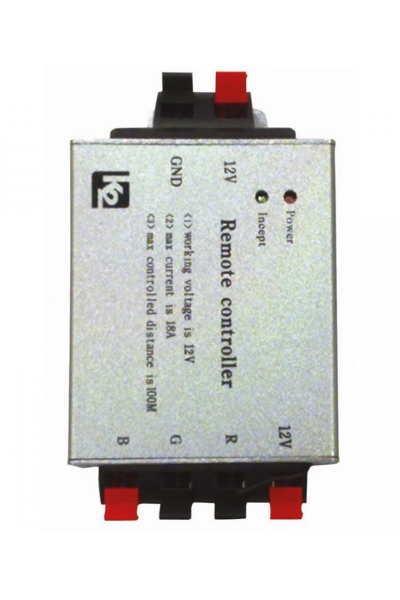 Power
Incept
12V
GND
Remote controller
<1> working voltage is 12V
<2> max current is 18A
<3> max controlled distance is 100M
12V
R
G
B